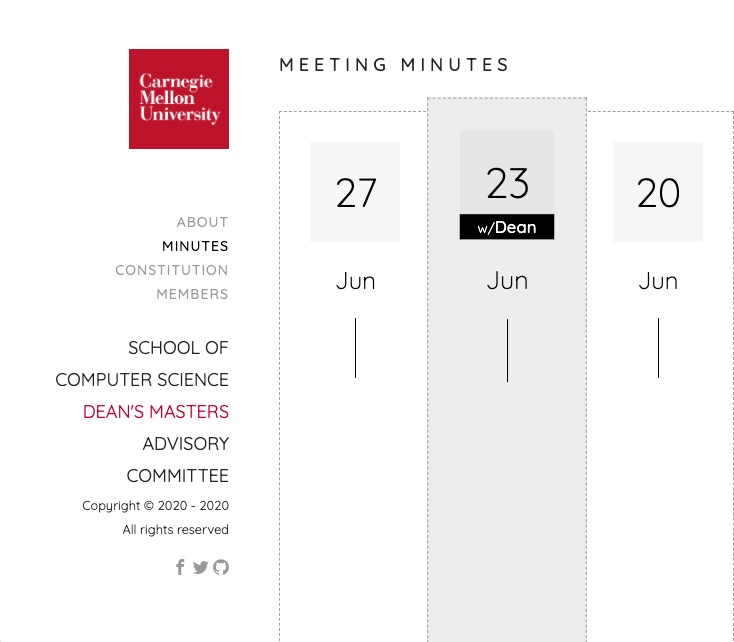 Carnegie
Mellon
University
ABOUT
MINUTES
CONSTITUTION
MEMBERS
SCHOOL OF
COMPUTER SCIENCE
DEAN'S MASTERS
ADVISORY
COMMITTEE
Copyright © 2020 - 2020
All rights reserved
MEETING MINUTES
27
Jun
23
w/Dean
Jun
20
Jun